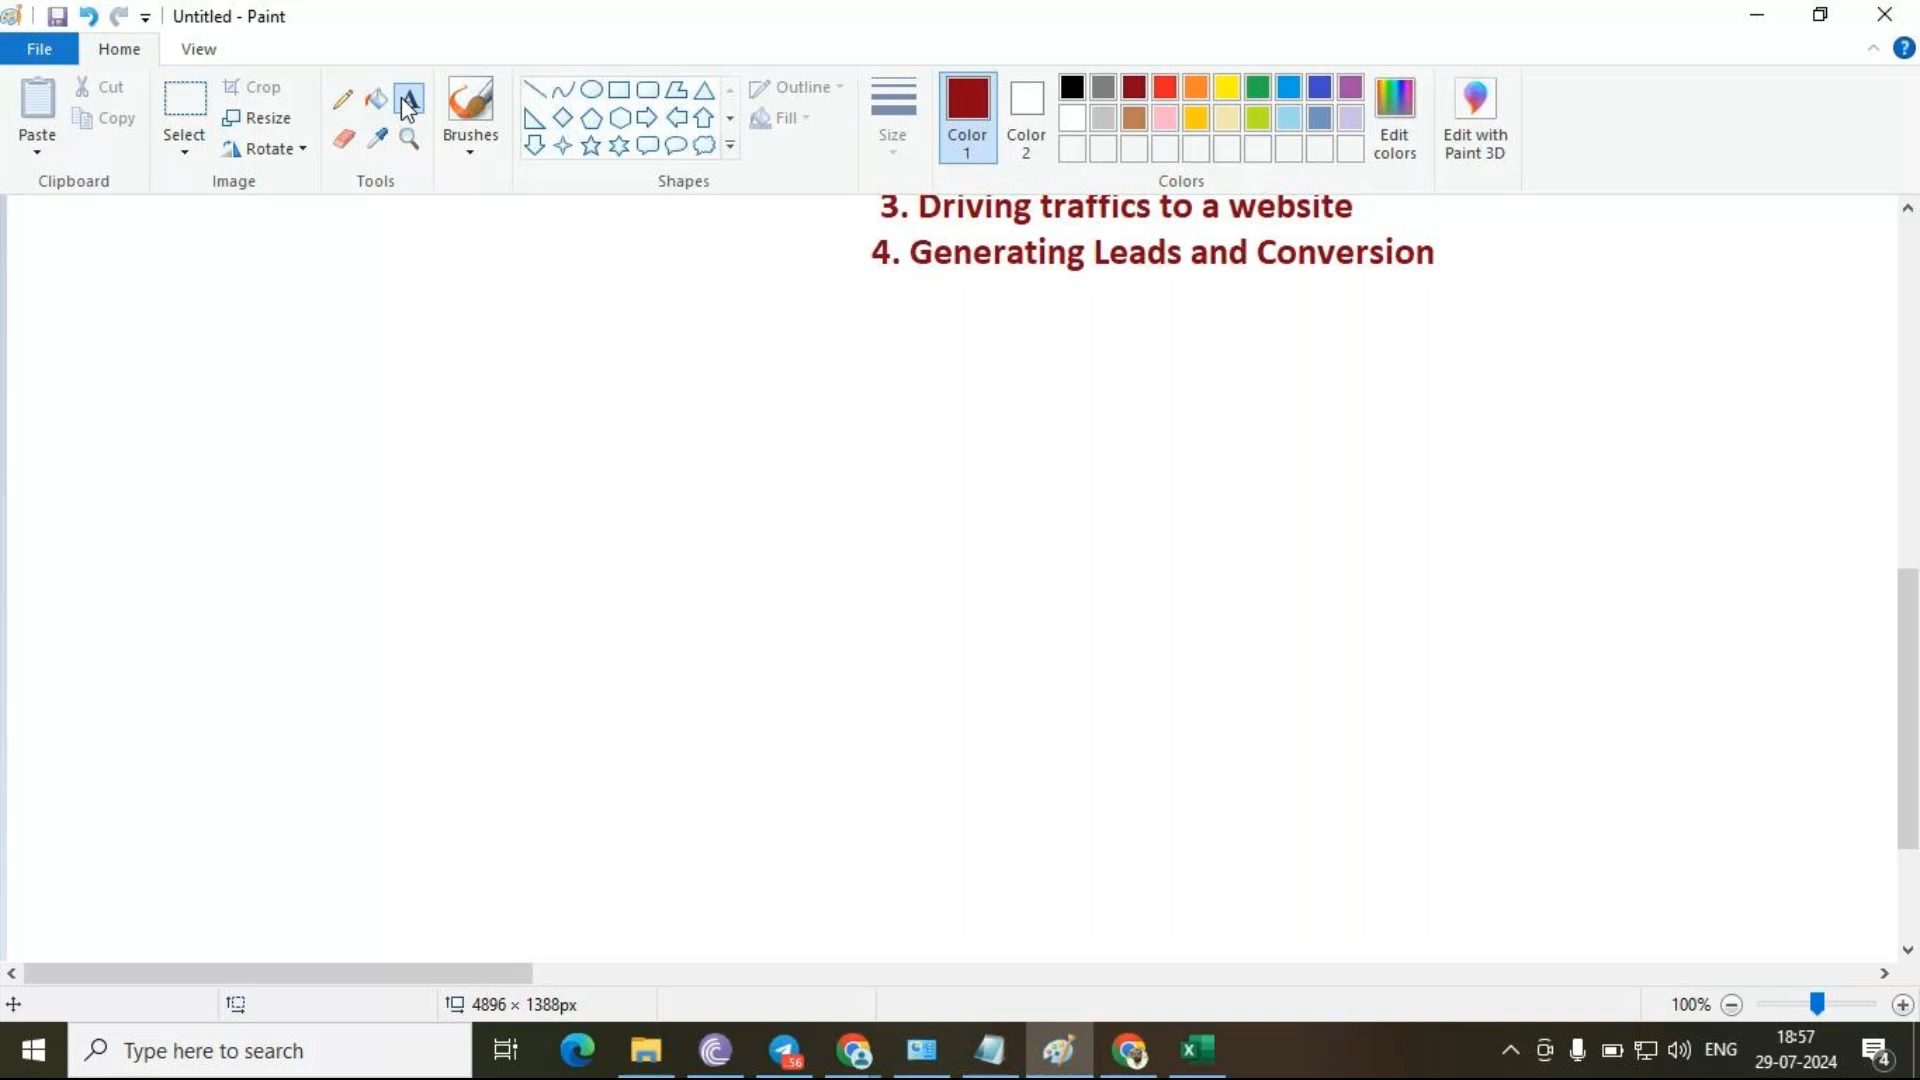 Untitled - Paint
File Home View
Paste
Cut
Copy
Clipboard
Select
Crop
Resize
Rotate
Image
A
Tools
Brushes
Shapes
Outline
Fill
Size
Color 1
Color 2
Colors
Edit colors
Edit with Paint 3D
3. Driving traffics to a website
4. Generating Leads and Conversion
4896 × 1388px
100%
Type here to search
56
ENG
18:57
29-07-2024
4